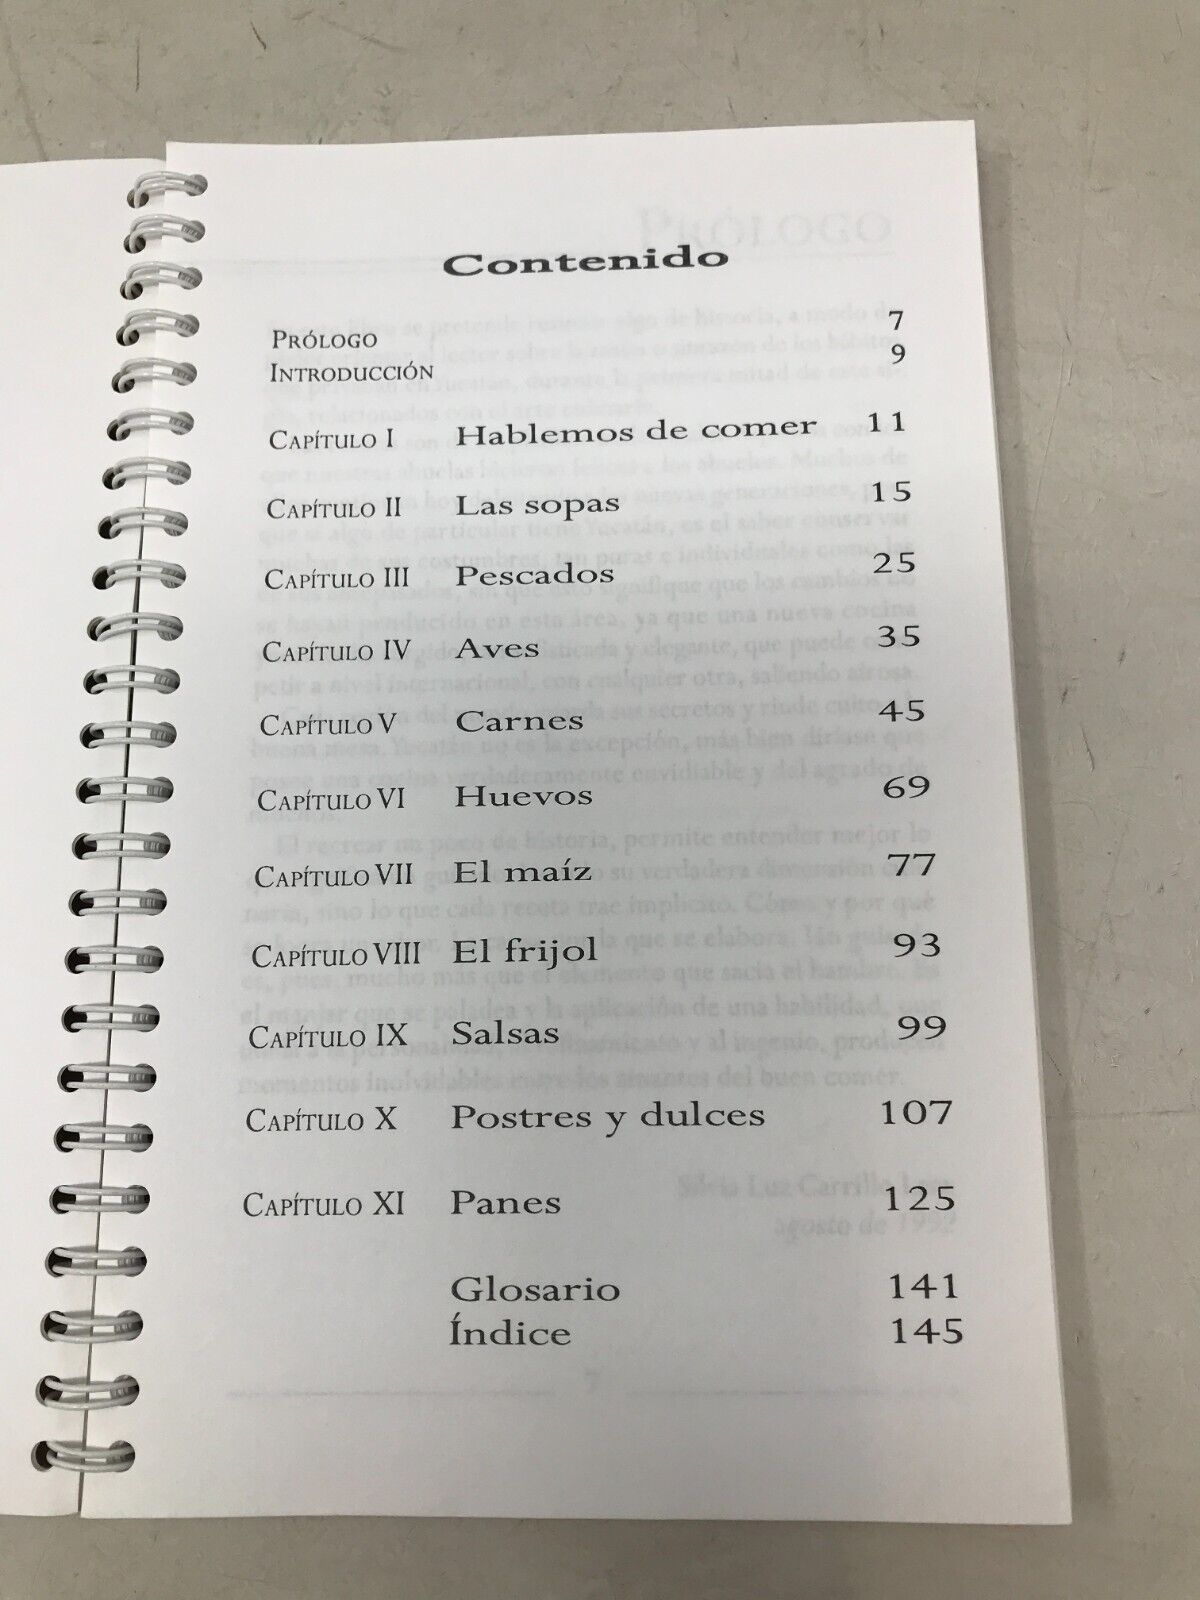 Contenido
PRÓLOGO 7
INTRODUCCIÓN 9
CAPÍTULO I Hablemos de comer 11
CAPÍTULO II Las sopas 15
CAPÍTULO III Pescados 25
CAPÍTULO IV Aves 35
CAPÍTULO V Carnes 45
CAPÍTULO VI Huevos 69
CAPÍTULO VII El maíz 77
CAPÍTULO VIII El frijol 93
CAPÍTULO IX Salsas 99
CAPÍTULO X Postres y dulces 107
CAPÍTULO XI Panes 125
Glosario 141
Índice 145